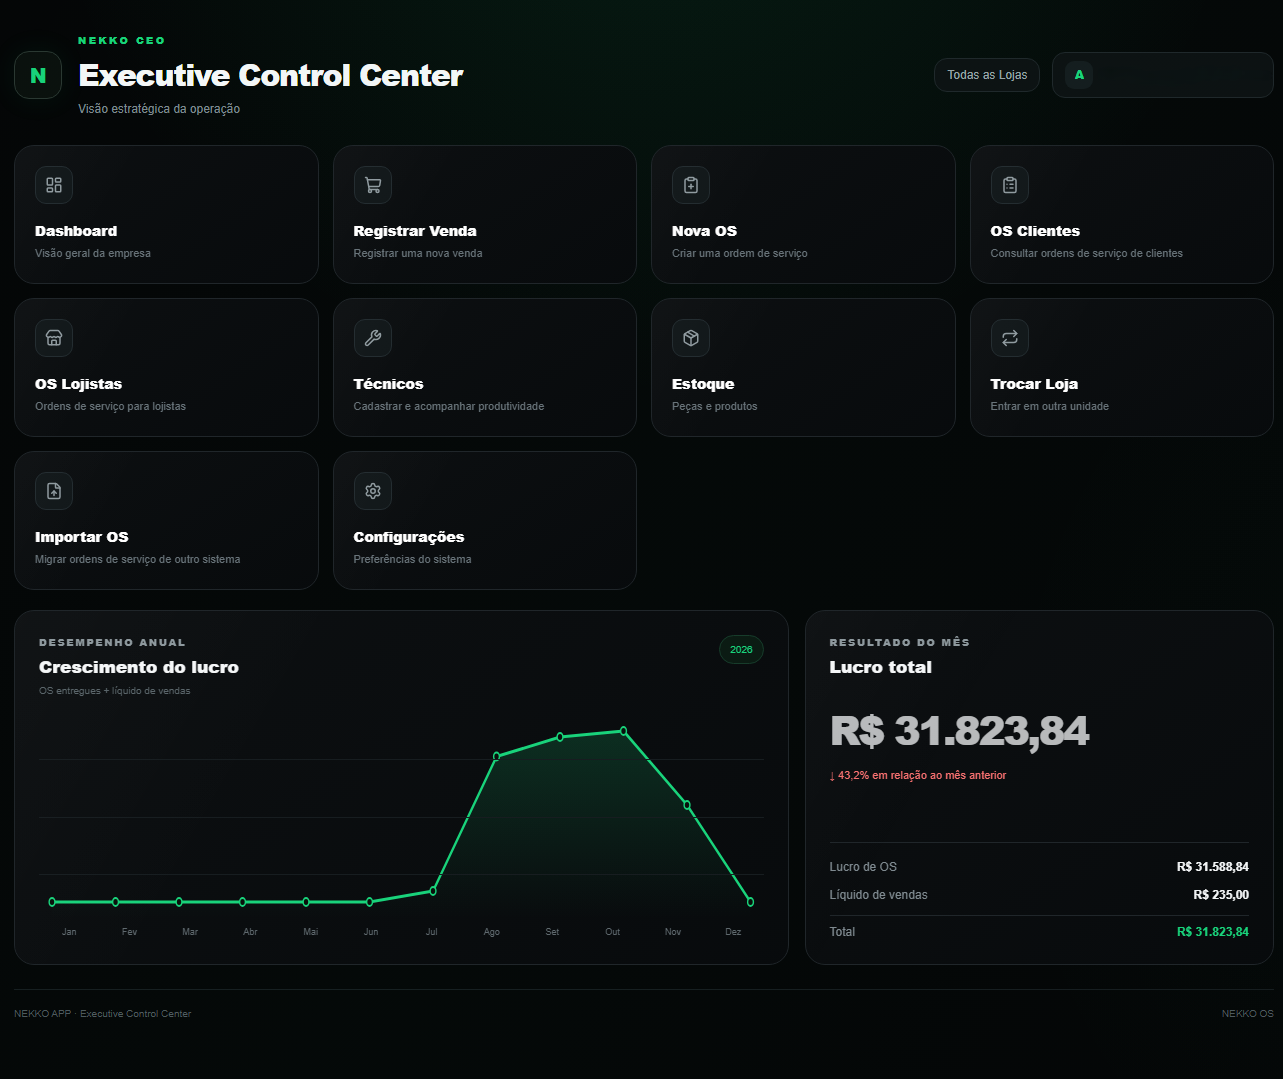 NEKKO CEO
N
Executive Control Center
Visão estratégica da operação
Todas as Lojas
A
Dashboard
Visão geral da empresa
Registrar Venda
Registrar uma nova venda
Nova OS
Criar uma ordem de serviço
OS Clientes
Consultar ordens de serviço de clientes
OS Lojistas
Ordens de serviço para lojistas
Técnicos
Cadastrar e acompanhar produtividade
Estoque
Peças e produtos
Trocar Loja
Entrar em outra unidade
Importar OS
Migrar ordens de serviço de outro sistema
Configurações
Preferências do sistema
DESEMPENHO ANUAL
Crescimento do lucro
OS entregues + líquido de vendas
2026
Jan Fev Mar Abr Mai Jun Jul Ago Set Out Nov Dez
RESULTADO DO MÊS
Lucro total
R$ 31.823,84
↓ 43,2% em relação ao mês anterior
Lucro de OS R$ 31.588,84
Líquido de vendas R$ 235,00
Total R$ 31.823,84
NEKKO APP · Executive Control Center
NEKKO OS